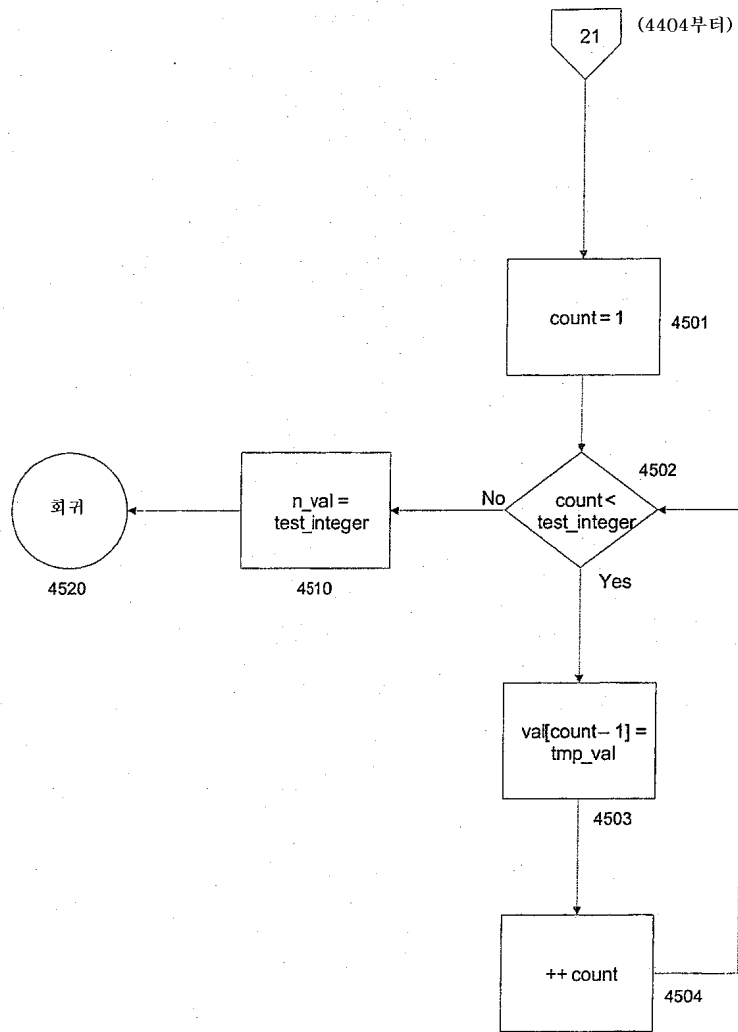 21
(4404부터)
count = 1
4501
4502
count <
test_integer
No
Yes
n_val =
test_integer
4510
회귀
4520
val[count– 1] =
tmp_val
4503
++ count
4504